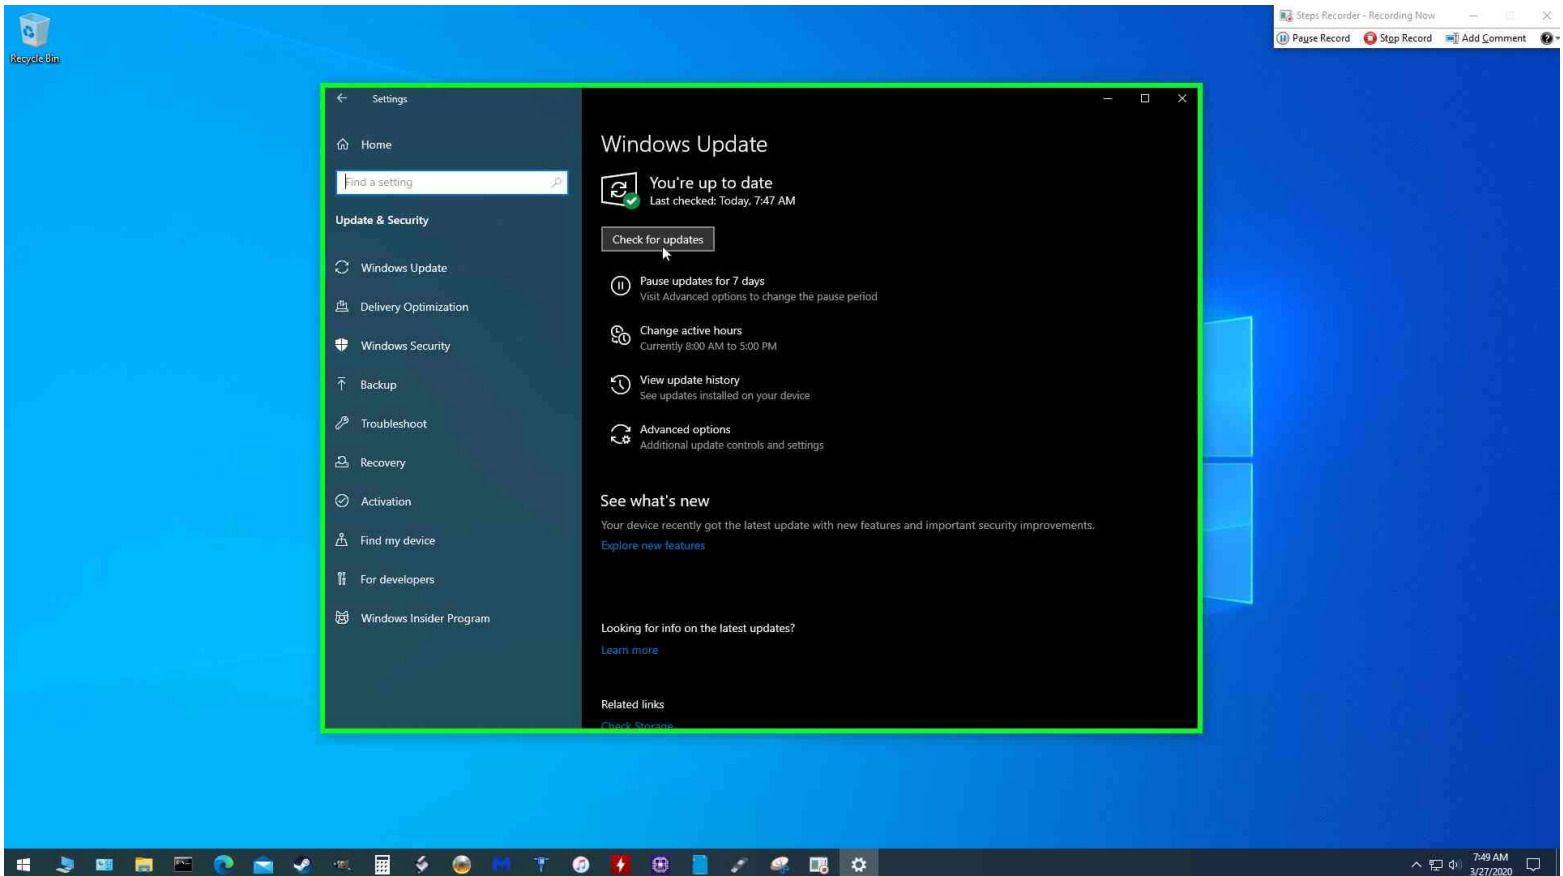 Recycle Bin
Steps Recorder - Recording Now
Pause Record Stop Record Add Comment
Settings
Home
Find a setting
Update & Security
Windows Update
Delivery Optimization
Windows Security
Backup
Troubleshoot
Recovery
Activation
Find my device
For developers
Windows Insider Program
Windows Update
You're up to date
Last checked: Today, 7:47 AM
Check for updates
Pause updates for 7 days
Visit Advanced options to change the pause period
Change active hours
Currently 8:00 AM to 5:00 PM
View update history
See updates installed on your device
Advanced options
Additional update controls and settings
See what's new
Your device recently got the latest update with new features and important security improvements.
Explore new features
Looking for info on the latest updates?
Learn more
Related links
Check Storage
7:49 AM
3/27/2020